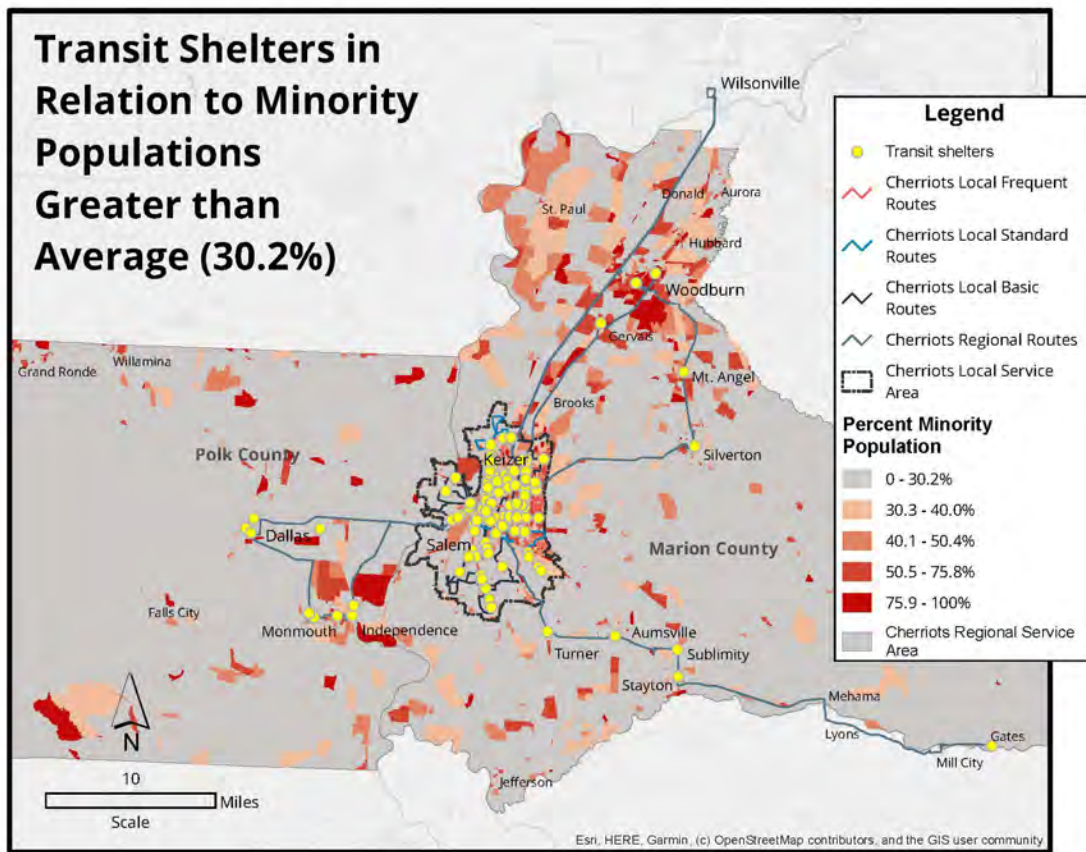 Transit Shelters in
Relation to Minority
Populations
Greater than
Average (30.2%)
Wilsonville
Donald
Aurora
St. Paul
Hubbard
Woodburn
Gervais
Grand Ronde
Willamina
Mt. Angel
Brooks
Silverton
Polk County
Keizer
Dallas
Salem
Marion County
Falls City
Monmouth
Independence
Turner
Aumsville
Sublimity
Stayton
Mehama
Lyons
Gates
Mill City
Jefferson
N
10
Miles
Scale
Legend
Transit shelters
Cherriots Local Frequent
Routes
Cherriots Local Standard
Routes
Cherriots Local Basic
Routes
Cherriots Regional Routes
Cherriots Local Service
Area
Percent Minority
Population
0 - 30.2%
30.3 - 40.0%
40.1 - 50.4%
50.5 - 75.8%
75.9 - 100%
Cherriots Regional Service
Area
Esri, HERE, Garmin, (c) OpenStreetMap contributors, and the GIS user community